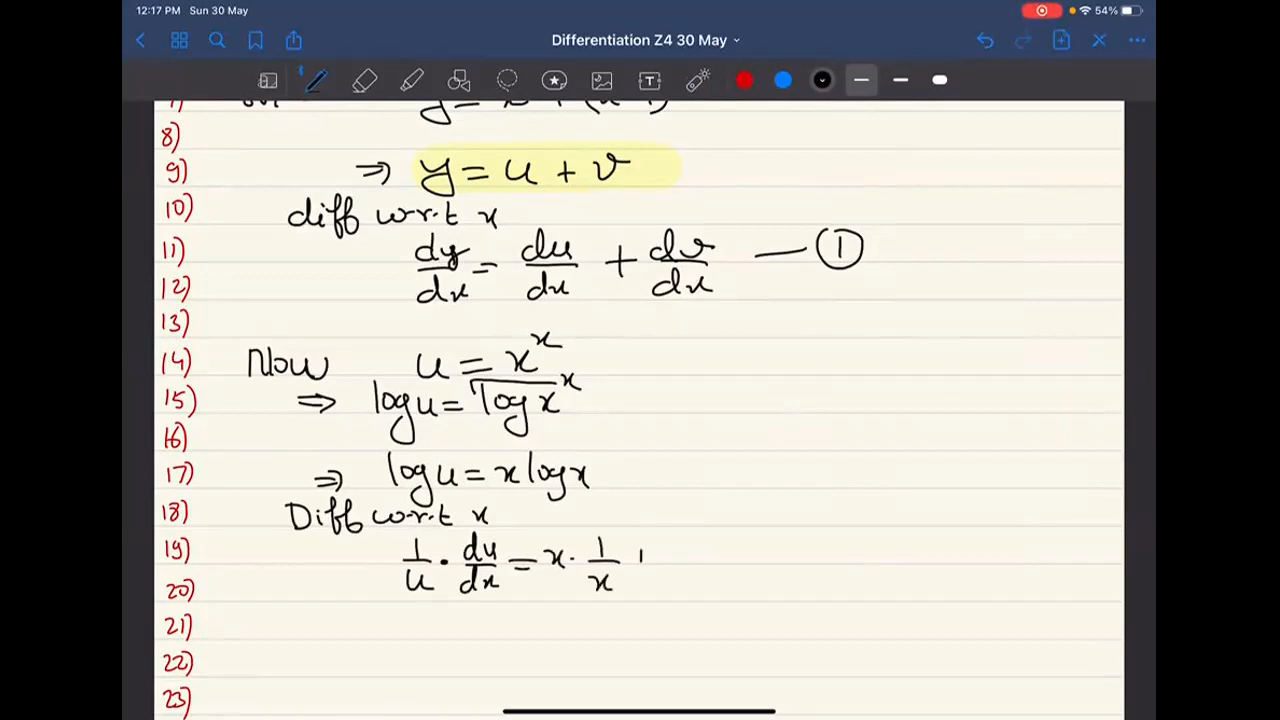 12:17 PM Sun 30 May 54%
Differentiation Z4 30 May
8)
9) ⇒ y = u + v
10) diff w.r.t x
11) dy/dx = du/dx + dv/dx — ①
12)
13)
14) Now u = x^x
15) ⇒ log u = log x^x
16)
17) ⇒ log u = x log x
18) Diff w.r.t x
19) 1/u · du/dx = x · 1/x
20)
21)
22)
23)